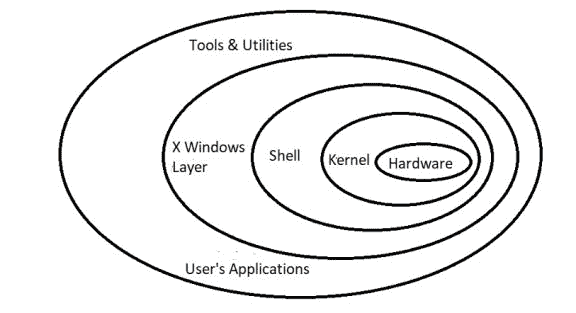 Tools & Utilities
X Windows
Layer
Shell
Kernel
Hardware
User's Applications